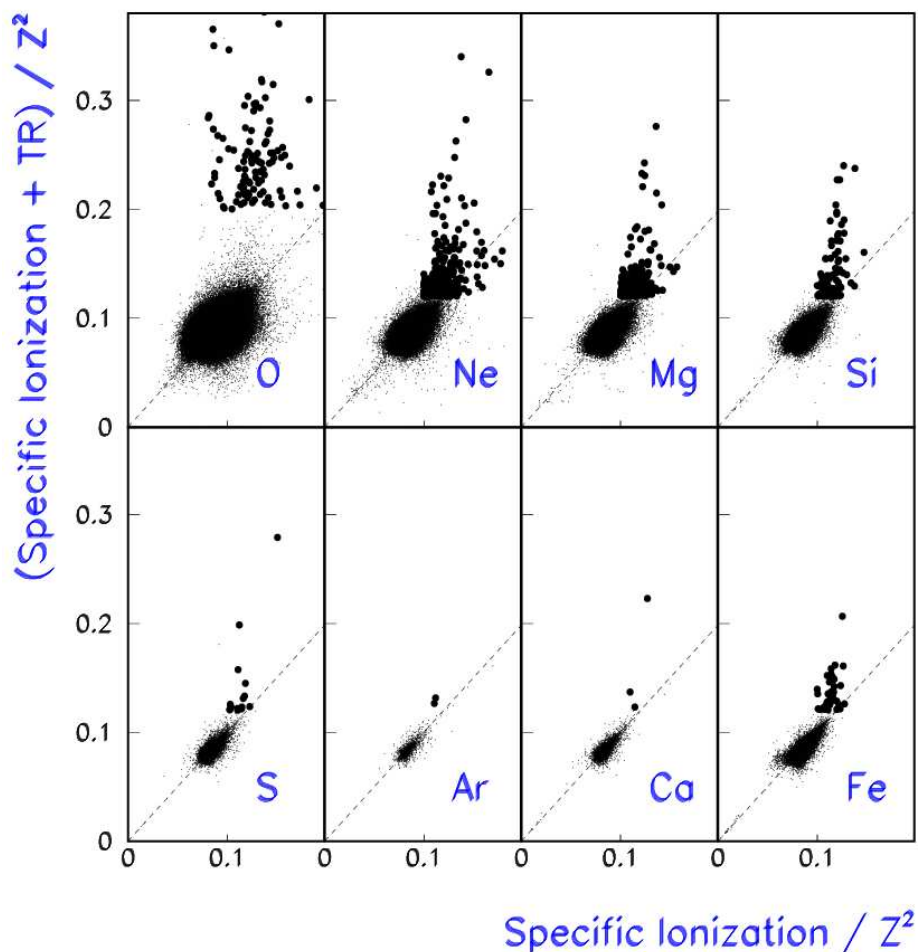 (Specific Ionization + TR) / Z²
0.3
0.2
0.1
0
O
Ne
Mg
Si
0.3
0.2
0.1
0
S
Ar
Ca
Fe
0 0.1 0 0.1 0 0.1 0 0.1
Specific Ionization / Z²